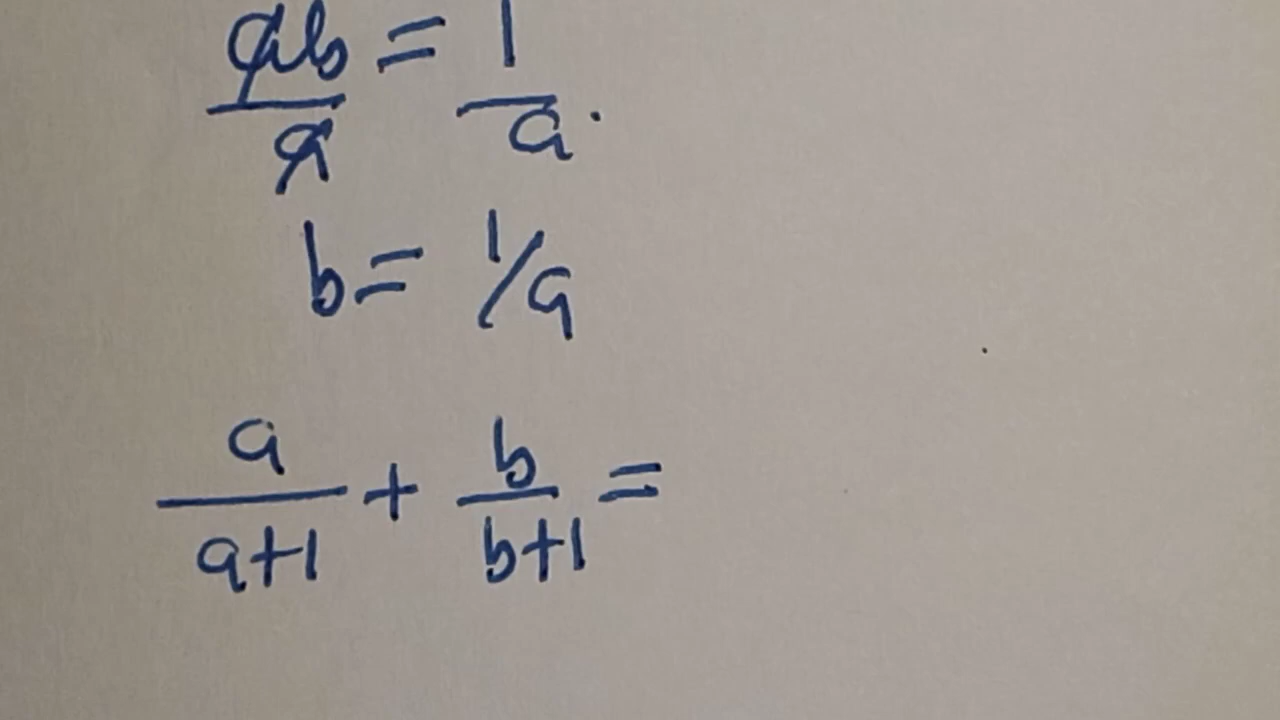 ab/a = 1/a.
b = 1/a
a/a+1 + b/b+1 =